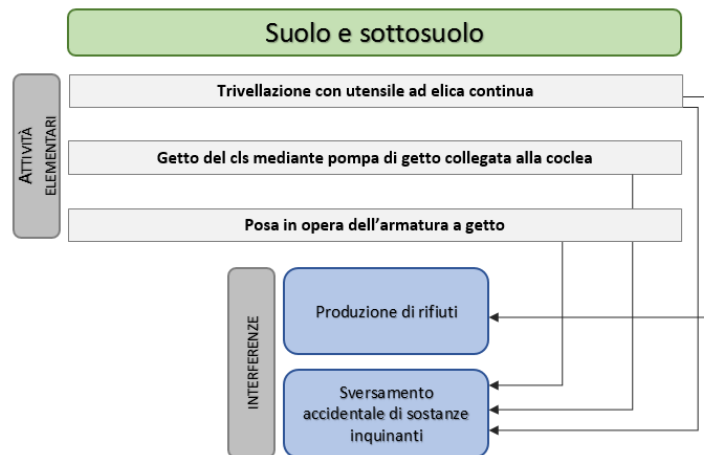 Suolo e sottosuolo
ATTIVITÀ
ELEMENTARI
Trivellazione con utensile ad elica continua
Getto del cls mediante pompa di getto collegata alla coclea
Posa in opera dell'armatura a getto
INTERFERENZE
Produzione di rifiuti
Sversamento
accidentale di sostanze
inquinanti